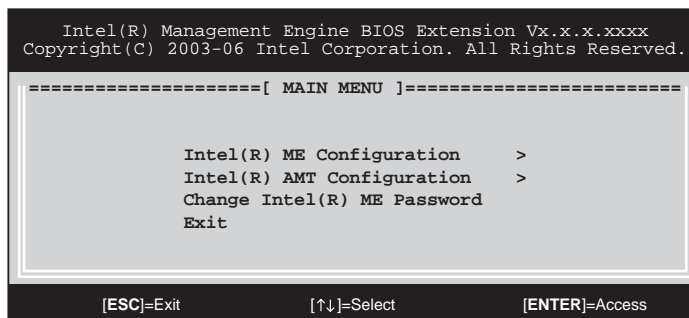 Intel(R) Management Engine BIOS Extension Vx.x.x.xxxx
Copyright(C) 2003-06 Intel Corporation. All Rights Reserved.
=====================[ MAIN MENU ]=========================
Intel(R) ME Configuration >
Intel(R) AMT Configuration >
Change Intel(R) ME Password
Exit
[ESC]=Exit [↑↓]=Select [ENTER]=Access